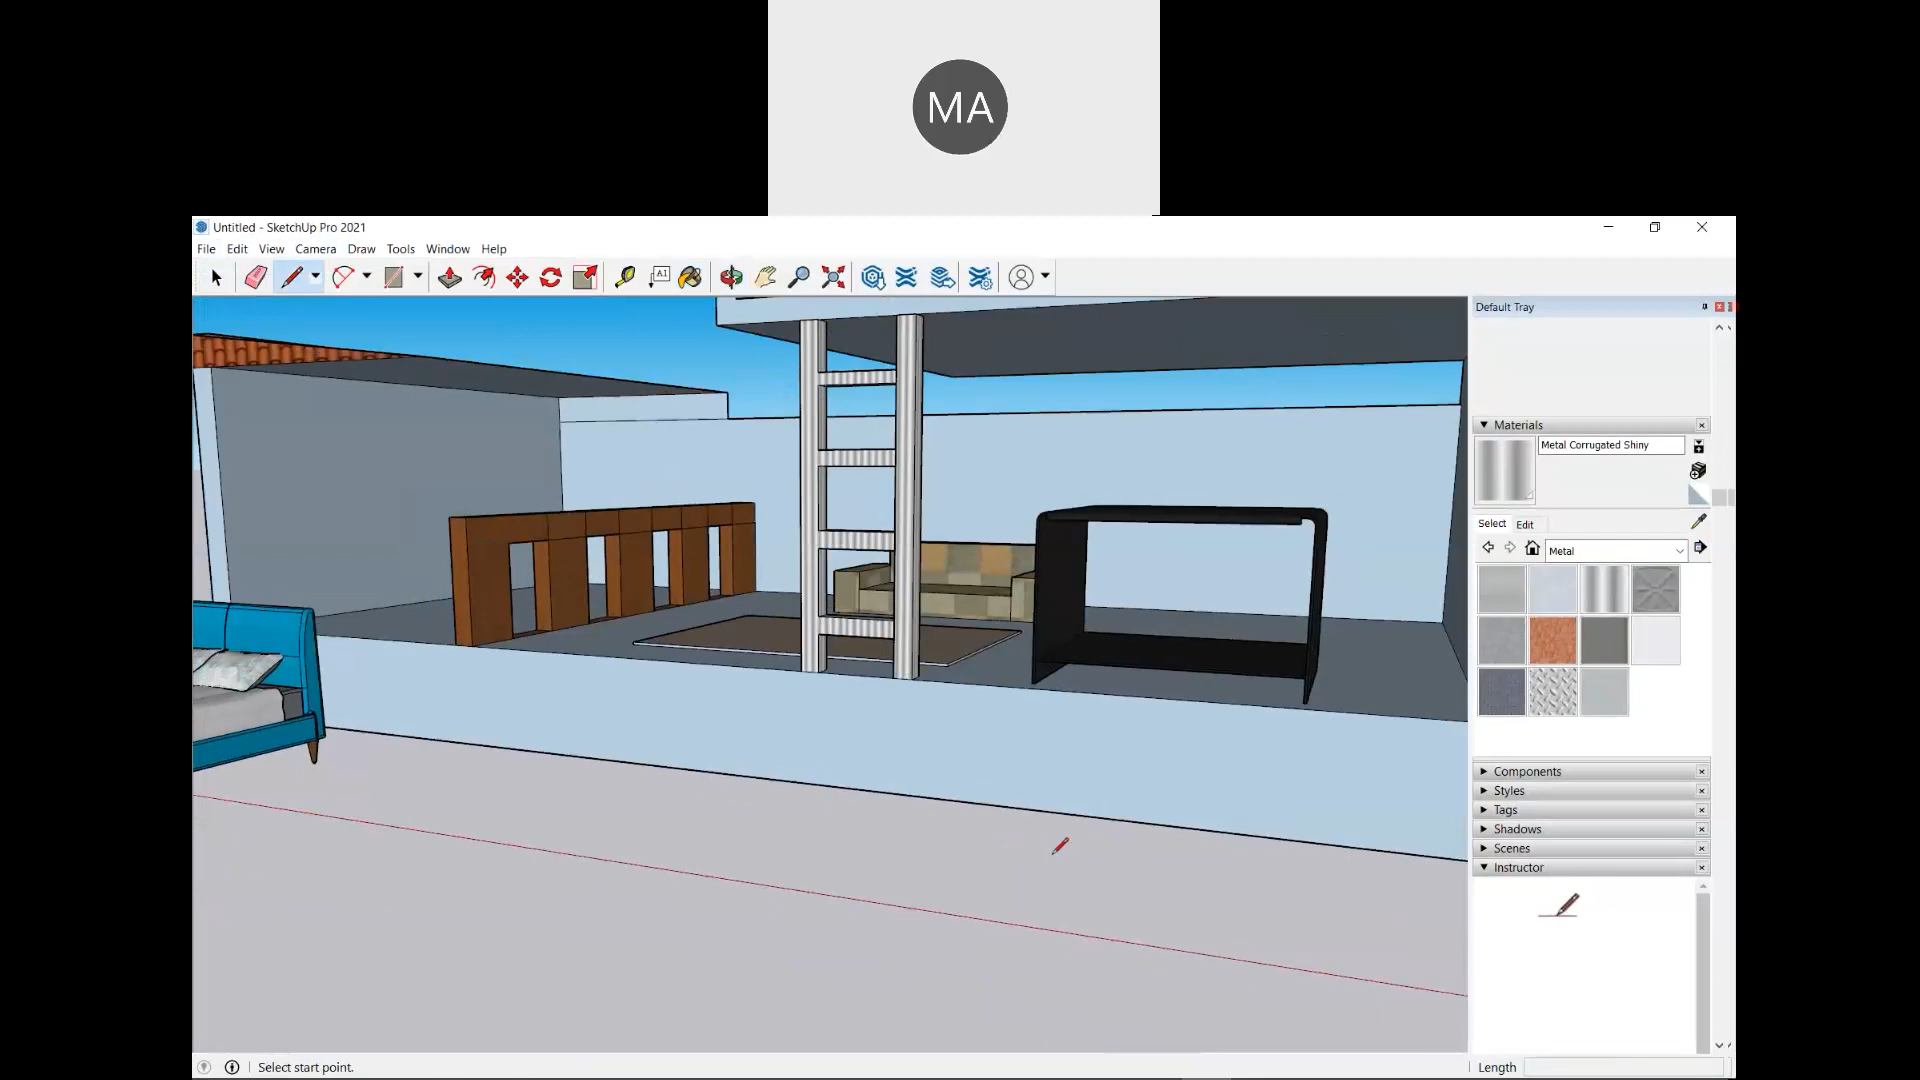 MA
Untitled - SketchUp Pro 2021
File Edit View Camera Draw Tools Window Help
A1
Default Tray
Materials
Metal Corrugated Shiny
Select Edit
Metal
Components
Styles
Tags
Shadows
Scenes
Instructor
Select start point.
Length